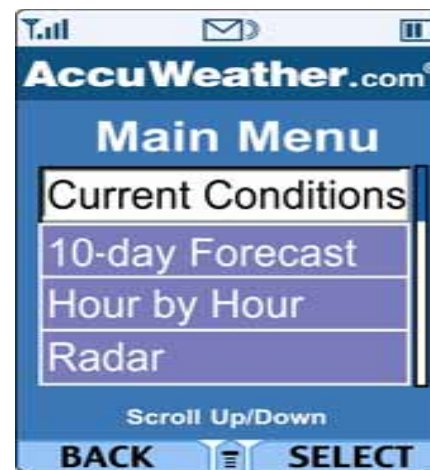 AccuWeather.com®
Main Menu
Current Conditions
10-day Forecast
Hour by Hour
Radar
Scroll Up/Down
BACK SELECT